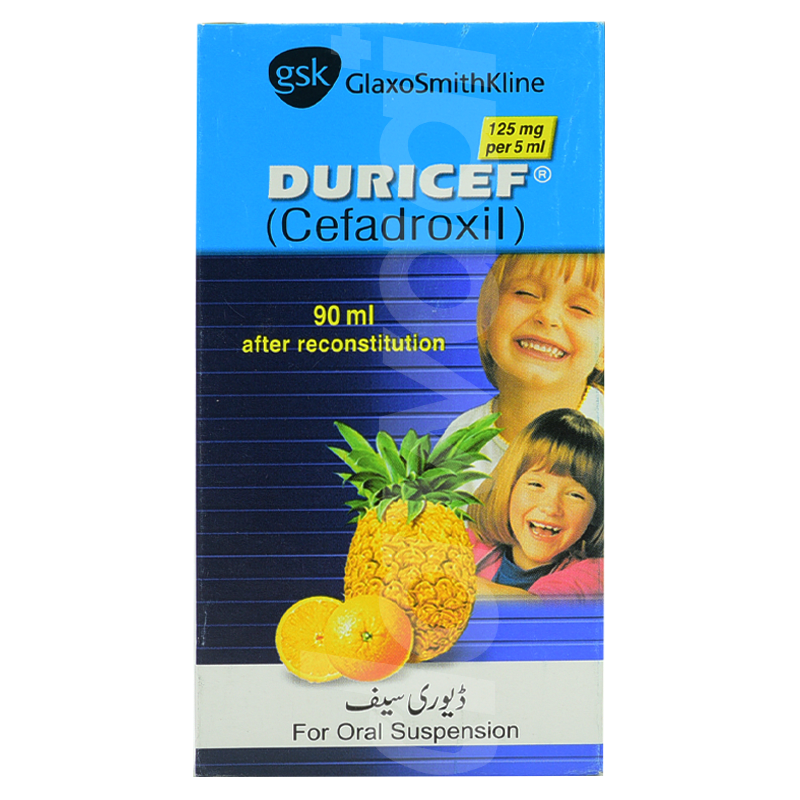 gsk GlaxoSmithKline
125 mg
per 5 ml
DURICEF®
(Cefadroxil)
90 ml
after reconstitution
ڈیوری سیف
For Oral Suspension